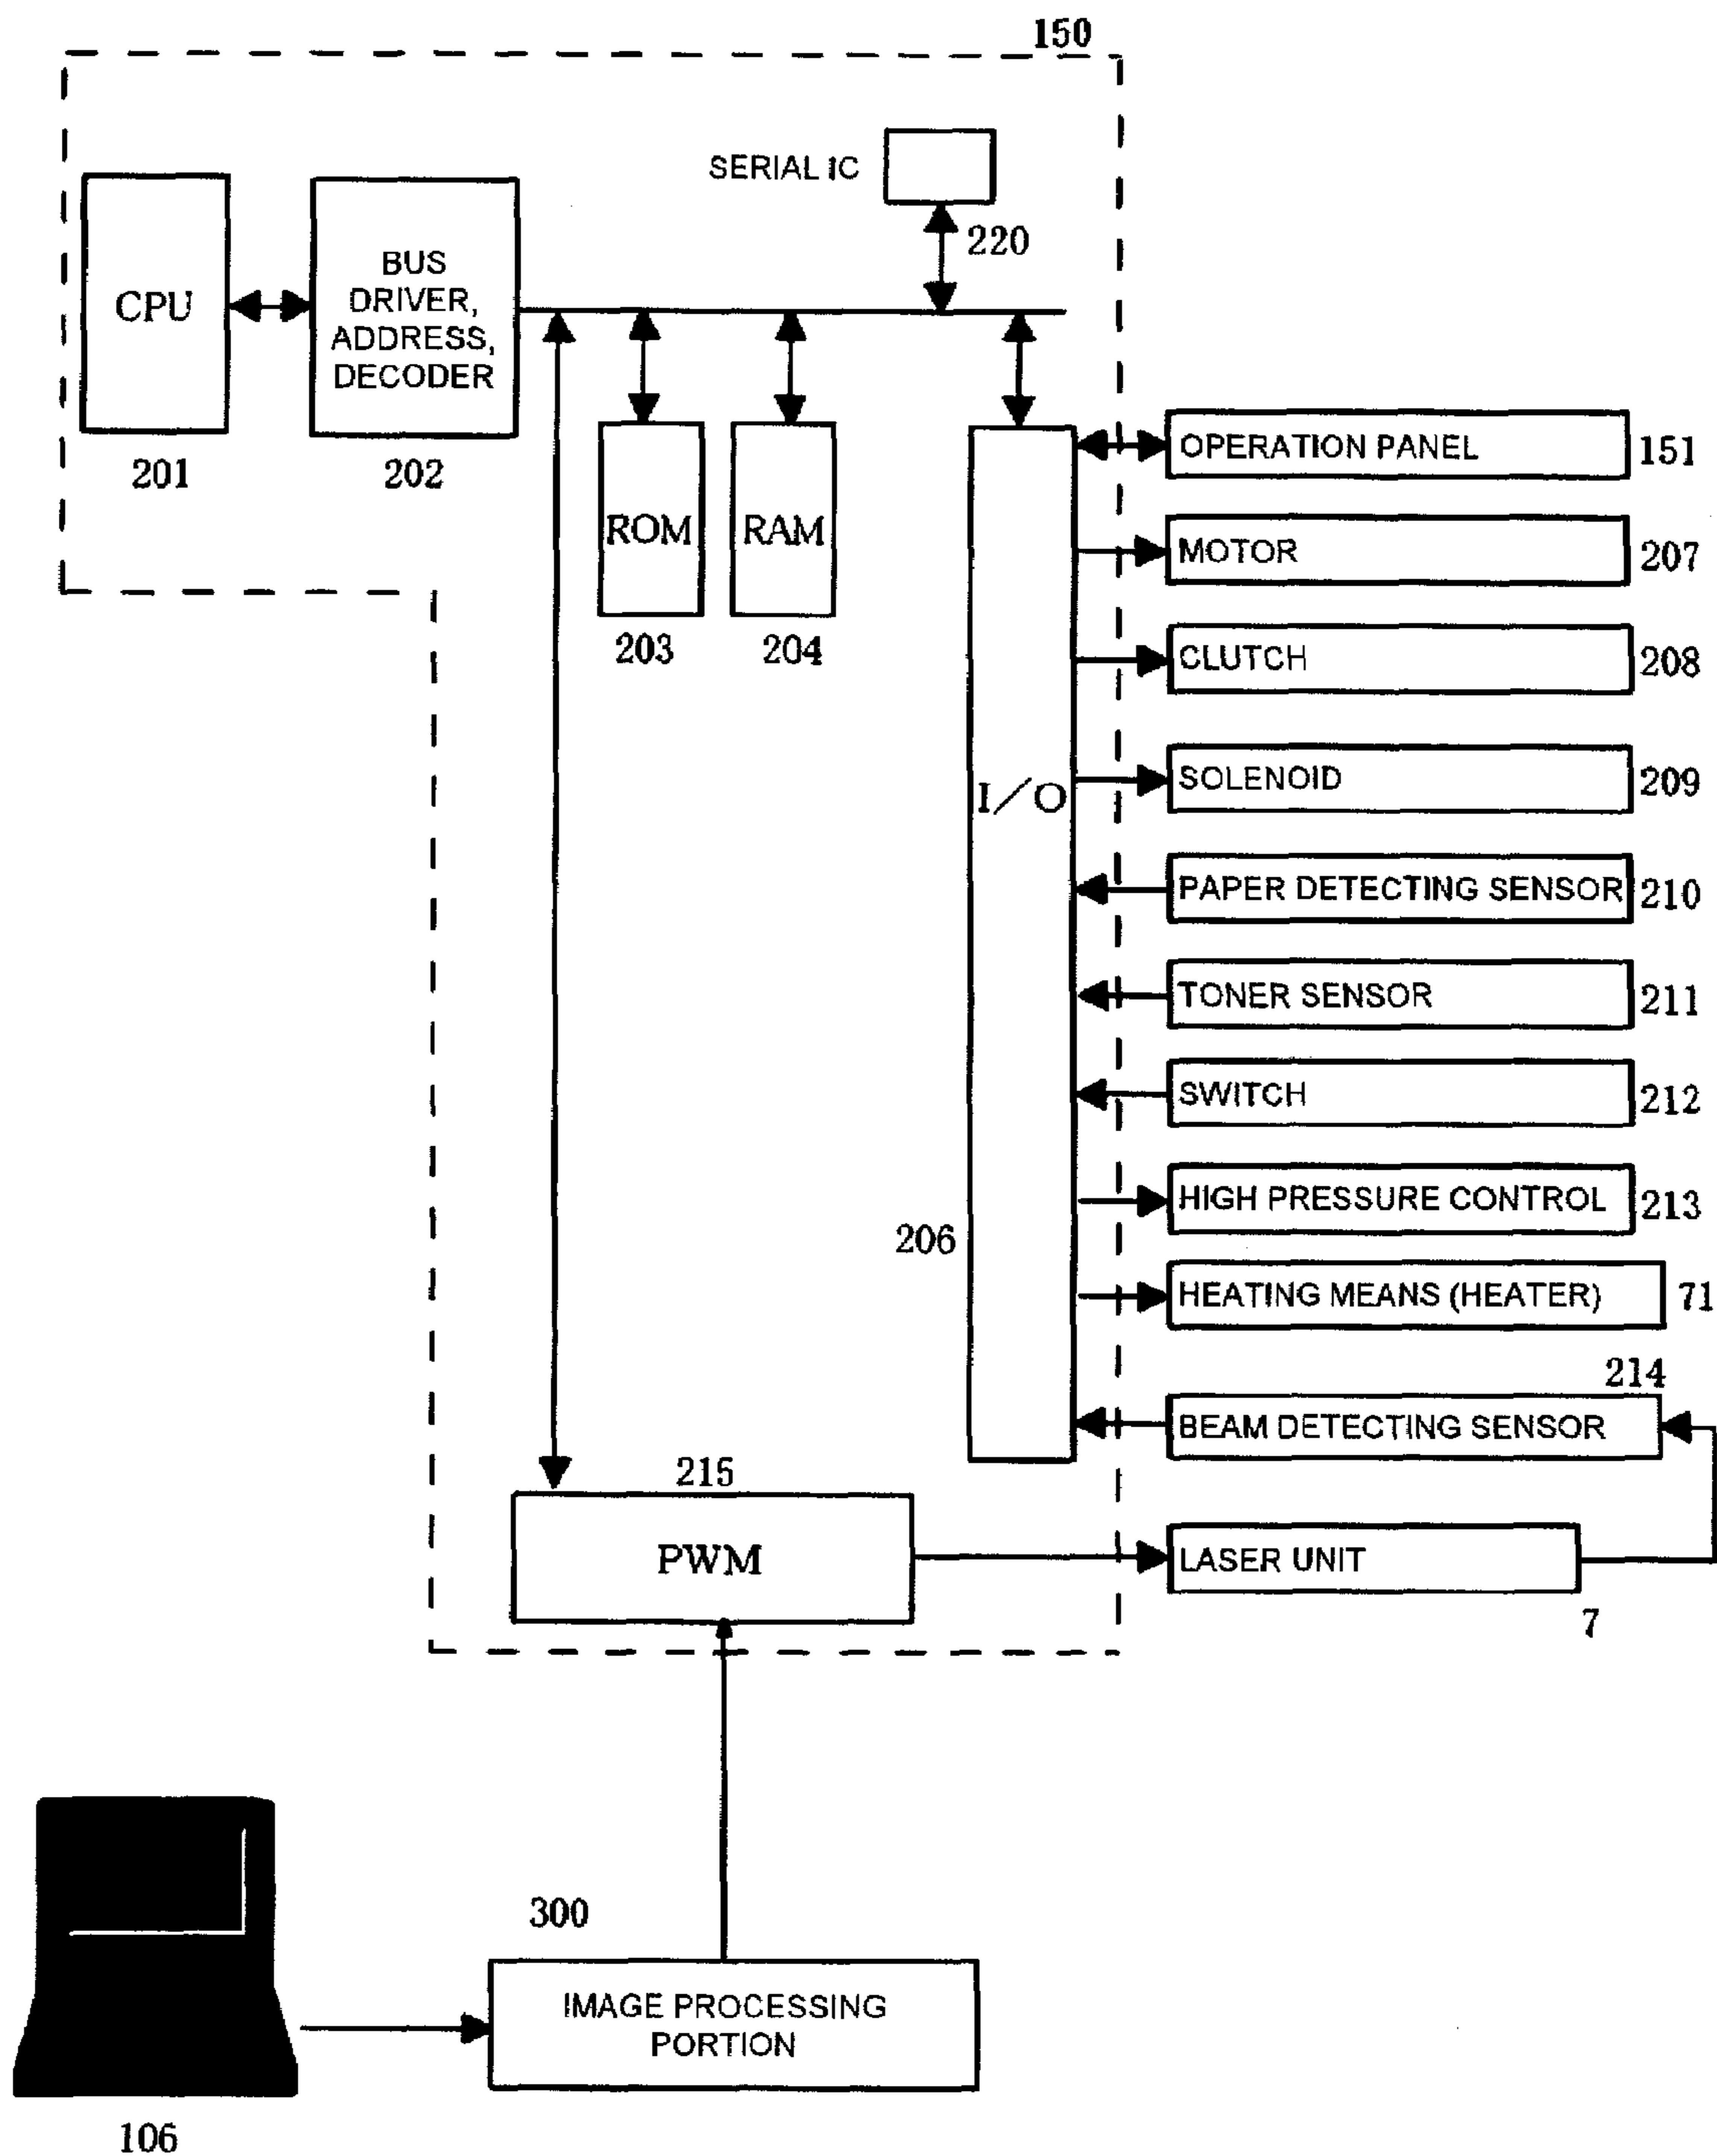 150
SERIAL IC
220
CPU
201
BUS
DRIVER,
ADDRESS,
DECODER
202
ROM
203
RAM
204
I/O
206
OPERATION PANEL
151
MOTOR
207
CLUTCH
208
SOLENOID
209
PAPER DETECTING SENSOR
210
TONER SENSOR
211
SWITCH
212
HIGH PRESSURE CONTROL
213
HEATING MEANS (HEATER)
71
214
BEAM DETECTING SENSOR
215
PWM
LASER UNIT
7
300
IMAGE PROCESSING
PORTION
106